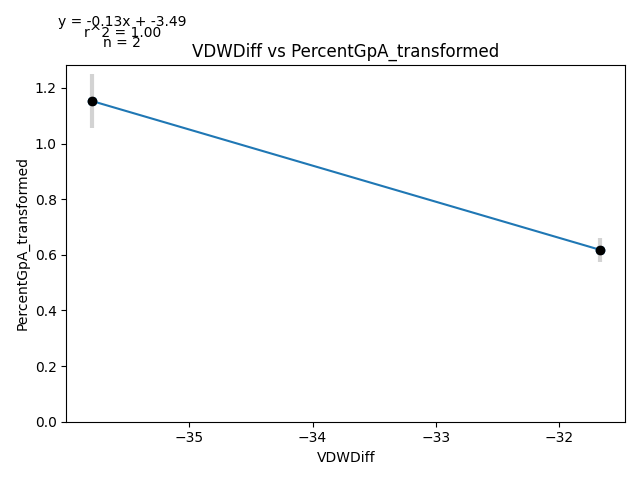 y = -0.13x + -3.49
r^2 = 1.00
n = 2
VDWDiff vs PercentGpA_transformed
PercentGpA_transformed
1.2
1.0
0.8
0.6
0.4
0.2
0.0
−35
−34
−33
−32
VDWDiff